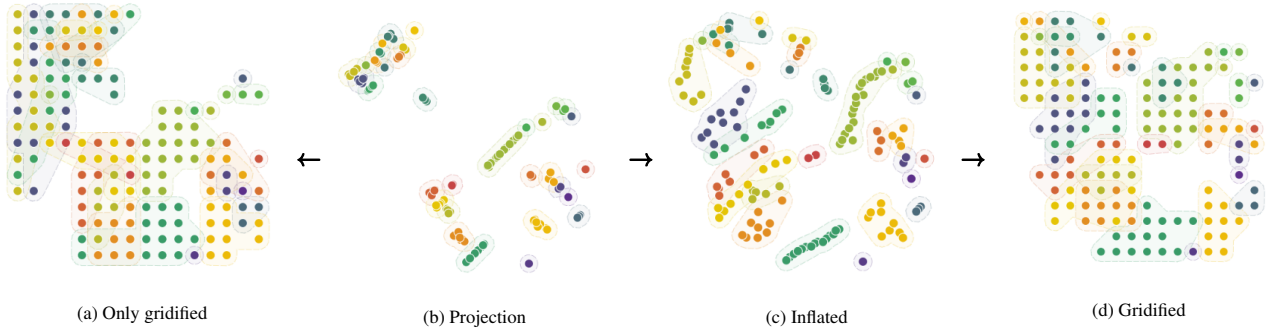 (a) Only gridified
(b) Projection
(c) Inflated
(d) Gridified